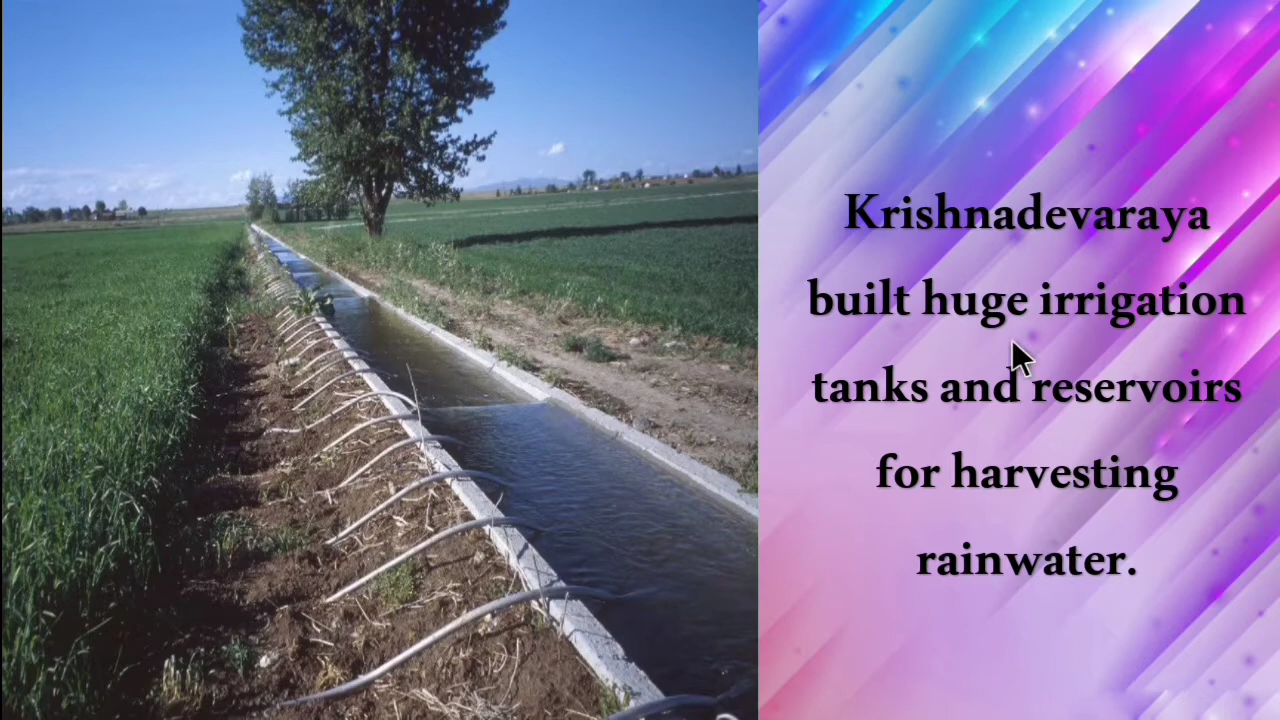 Krishnadevaraya
built huge irrigation
tanks and reservoirs
for harvesting
rainwater.